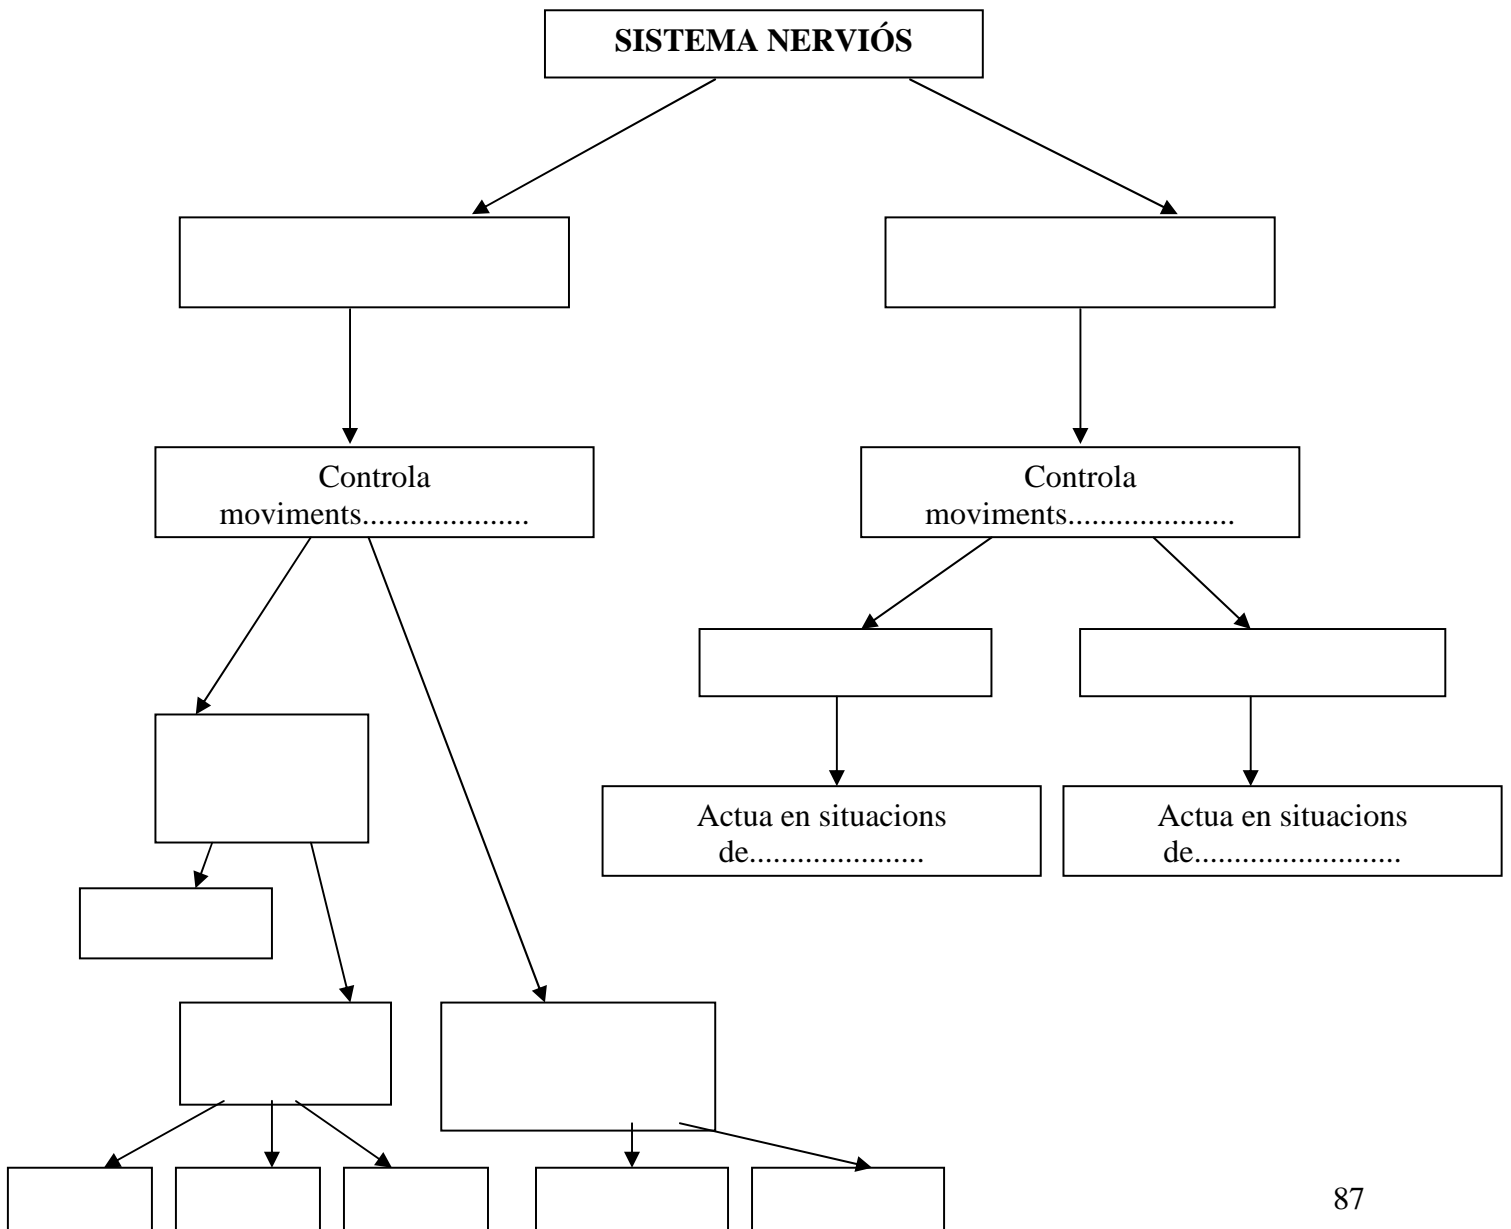 SISTEMA NERVIÓS
Controla
moviments.....................
Controla
moviments.....................
Actua en situacions
de......................
Actua en situacions
de..........................
87